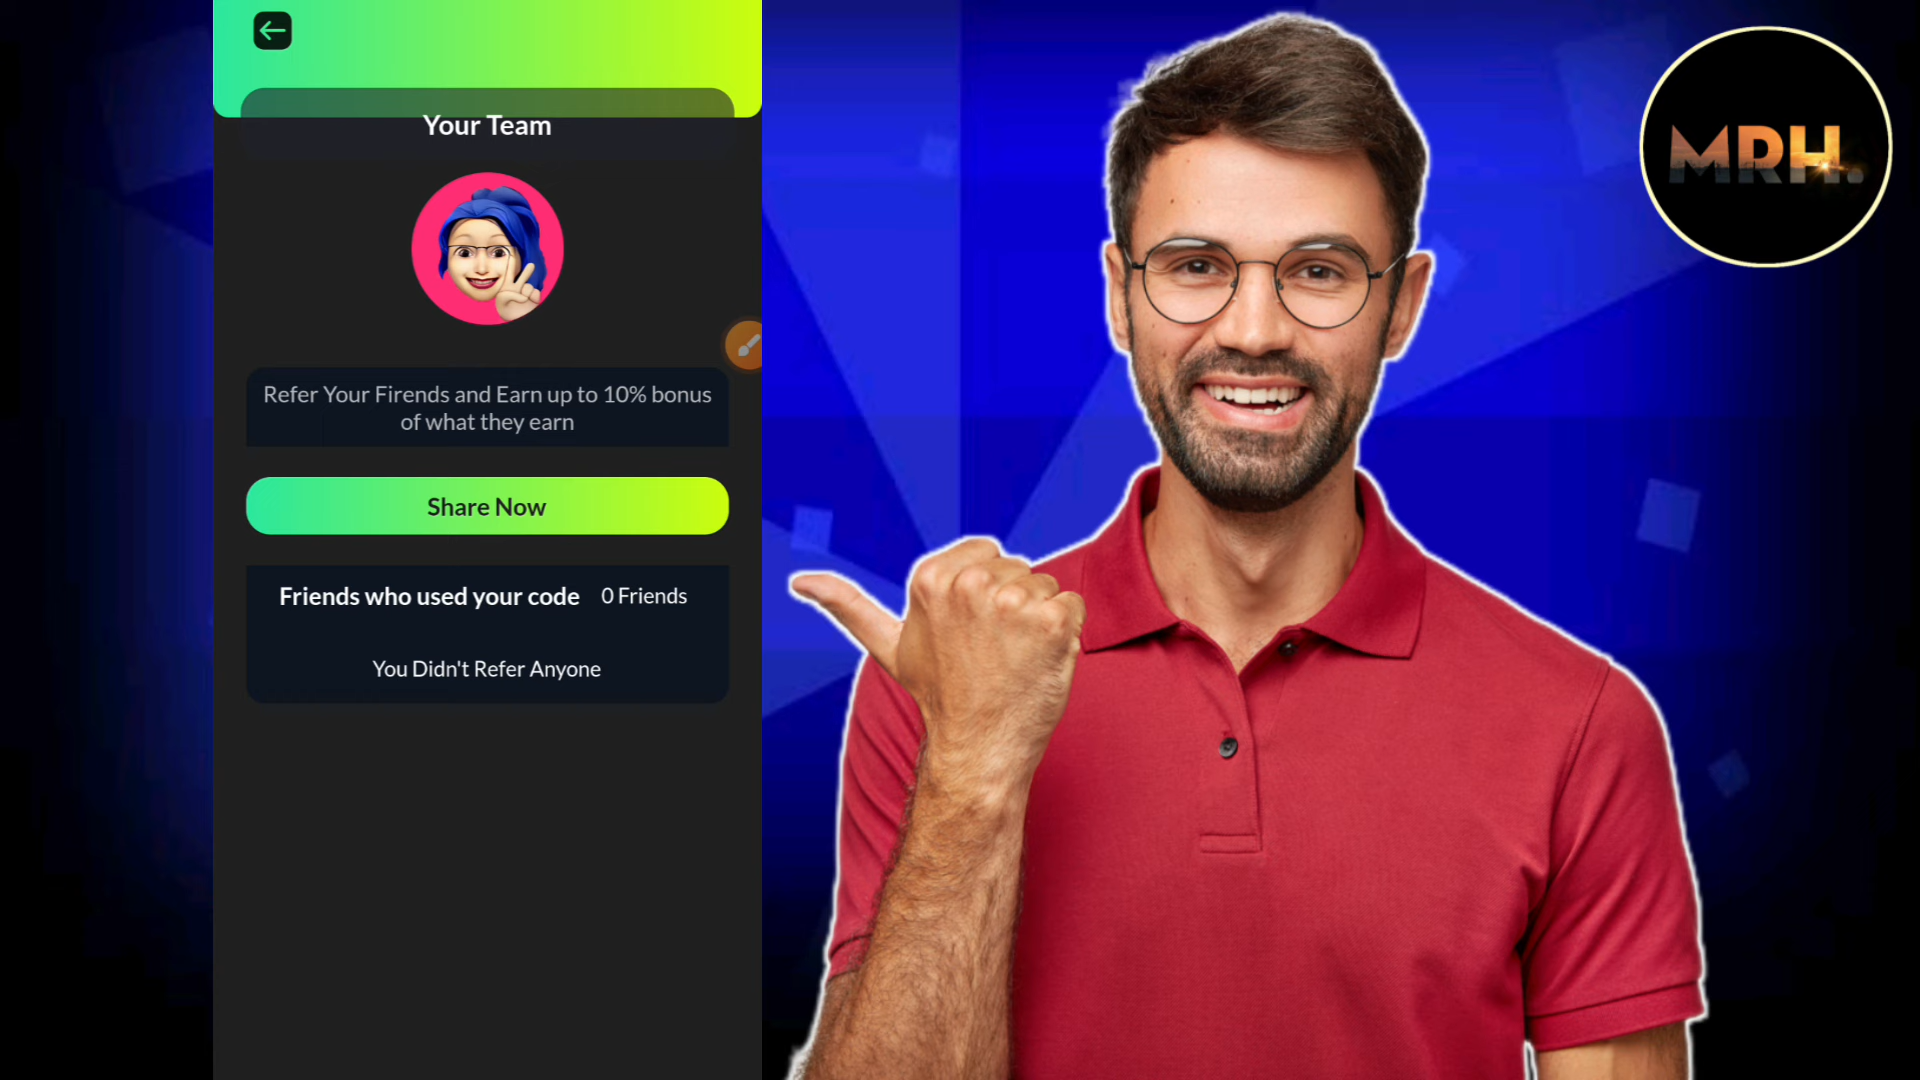 Your Team
Refer Your Firends and Earn up to 10% bonus
of what they earn
Share Now
Friends who used your code 0 Friends
You Didn't Refer Anyone
MRH.